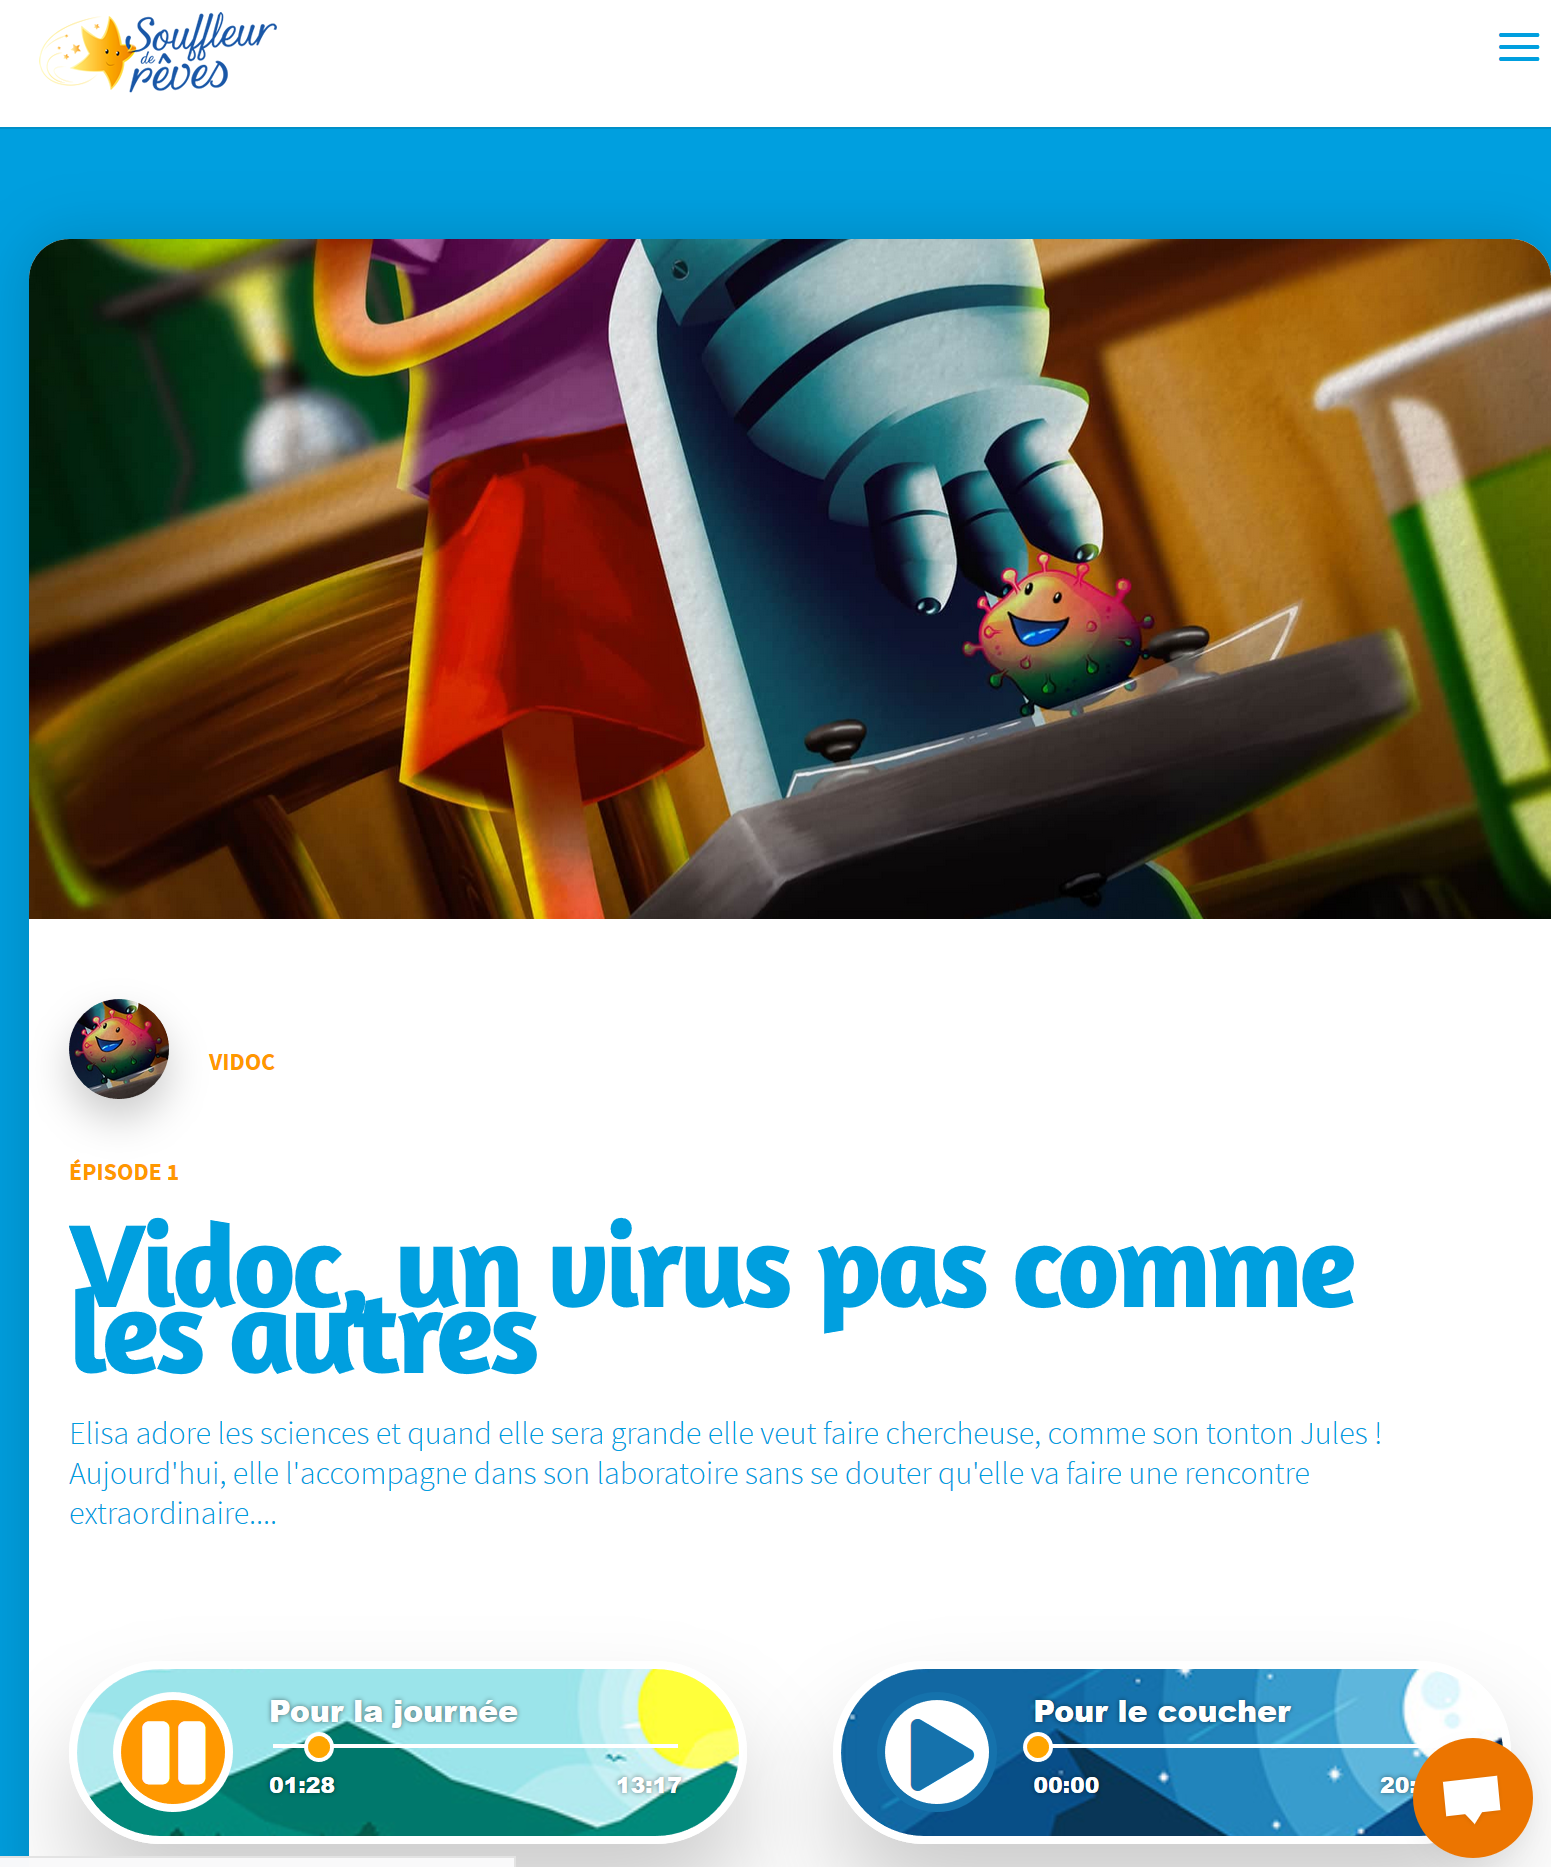 Souffleur
de
rêves
VIDOC
ÉPISODE 1
Vidoc, un virus pas comme
les autres
Elisa adore les sciences et quand elle sera grande elle veut faire chercheuse, comme son tonton Jules !
Aujourd'hui, elle l'accompagne dans son laboratoire sans se douter qu'elle va faire une rencontre
extraordinaire....
Pour la journée
01:28
13:17
Pour le coucher
00:00
20: